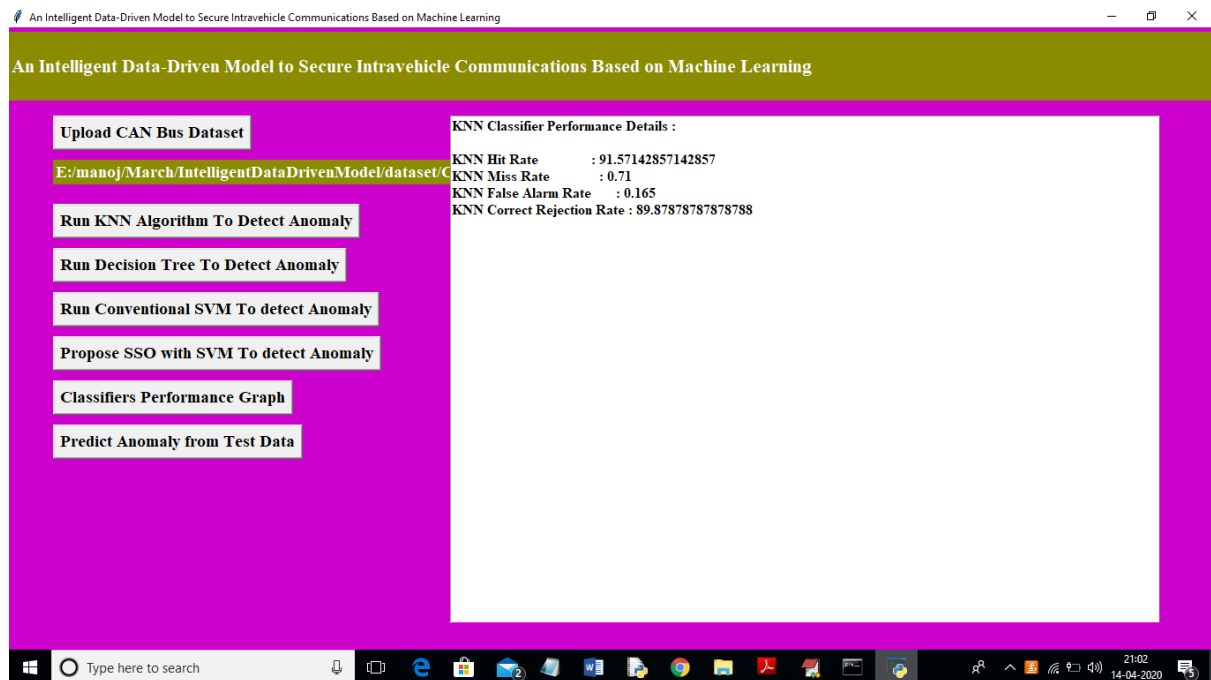 An Intelligent Data-Driven Model to Secure Intravehicle Communications Based on Machine Learning
An Intelligent Data-Driven Model to Secure Intravehicle Communications Based on Machine Learning
Upload CAN Bus Dataset
E:/manoj/March/IntelligentDataDrivenModel/dataset/C
Run KNN Algorithm To Detect Anomaly
Run Decision Tree To Detect Anomaly
Run Conventional SVM To detect Anomaly
Propose SSO with SVM To detect Anomaly
Classifiers Performance Graph
Predict Anomaly from Test Data
KNN Classifier Performance Details :
KNN Hit Rate : 91.57142857142857
KNN Miss Rate : 0.71
KNN False Alarm Rate : 0.165
KNN Correct Rejection Rate : 89.87878787878788
Type here to search
2
21:02
14-04-2020
5